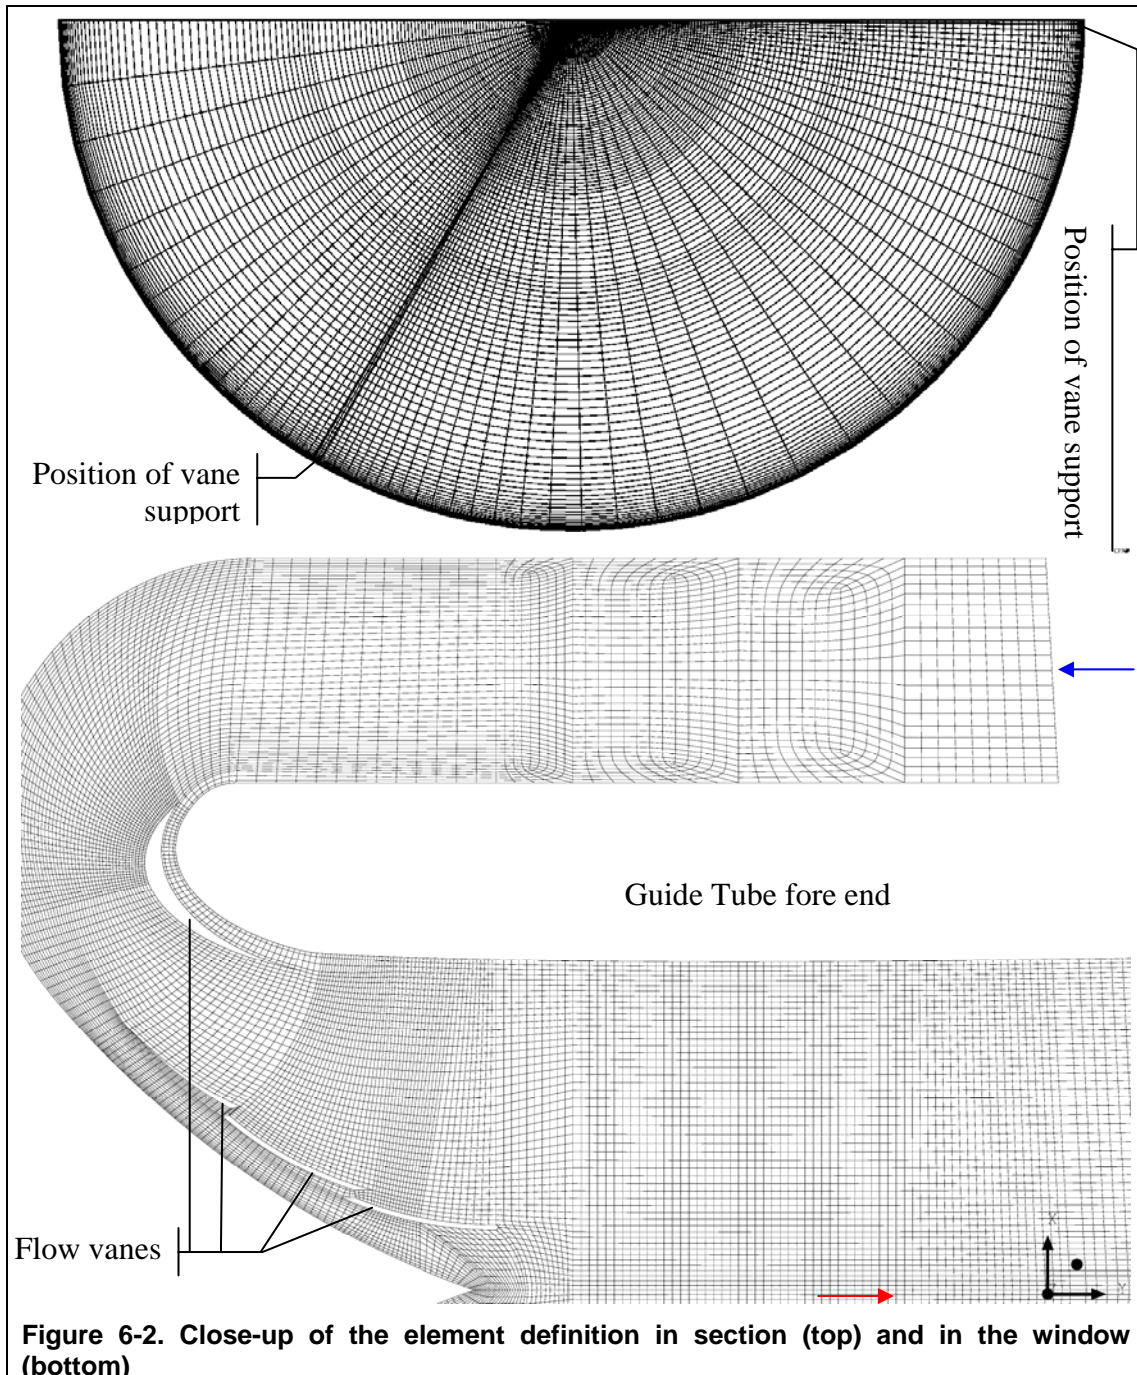 Position of vane support
Position of vane
support
Guide Tube fore end
Flow vanes
X
Y
Figure 6-2. Close-up of the element definition in section (top) and in the window
(bottom)